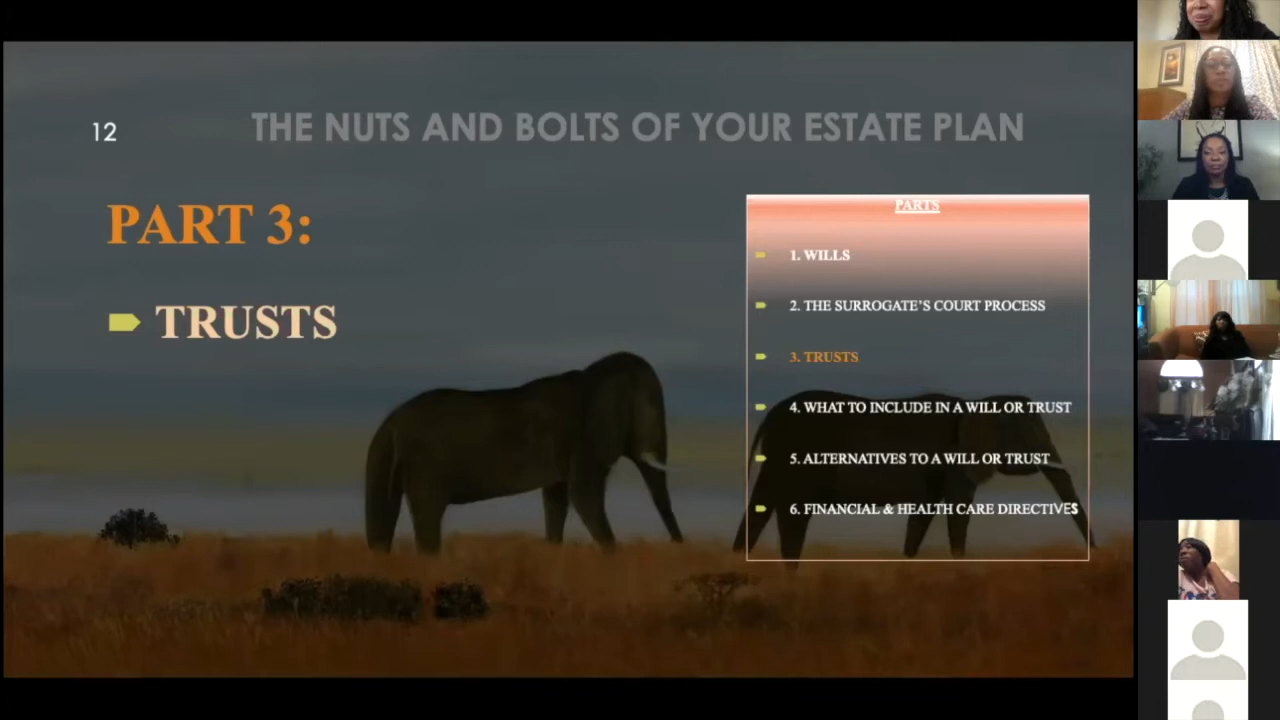 12
THE NUTS AND BOLTS OF YOUR ESTATE PLAN
PART 3:
TRUSTS
PARTS
1. WILLS
2. THE SURROGATE’S COURT PROCESS
3. TRUSTS
4. WHAT TO INCLUDE IN A WILL OR TRUST
5. ALTERNATIVES TO A WILL OR TRUST
6. FINANCIAL & HEALTH CARE DIRECTIVES